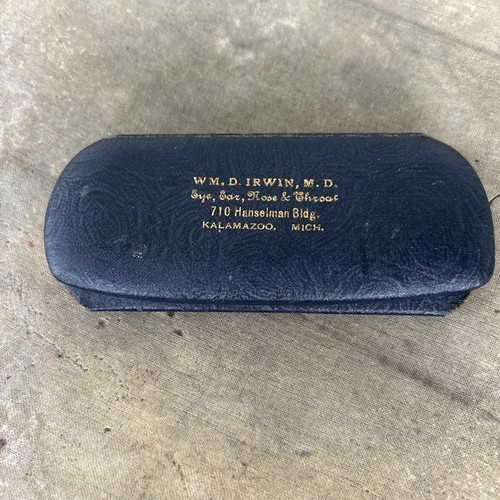 WM. D. IRWIN, M. D.
Eye, Ear, Nose & Throat
710 Hanselman Bldg.
KALAMAZOO, MICH.